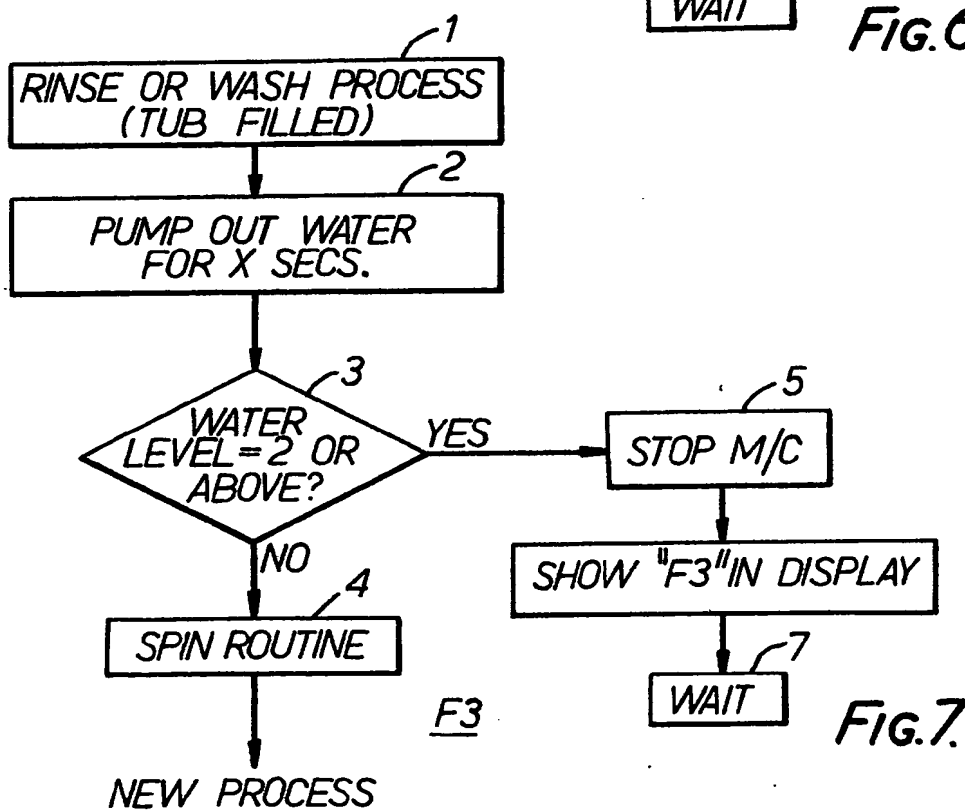 WAIT
FIG.6
1
RINSE OR WASH PROCESS
(TUB FILLED)
2
PUMP OUT WATER
FOR X SECS.
3
WATER
LEVEL=2 OR
ABOVE?
YES
5
STOP M/C
NO
SHOW "F3" IN DISPLAY
4
SPIN ROUTINE
7
WAIT
F3
FIG.7.
NEW PROCESS